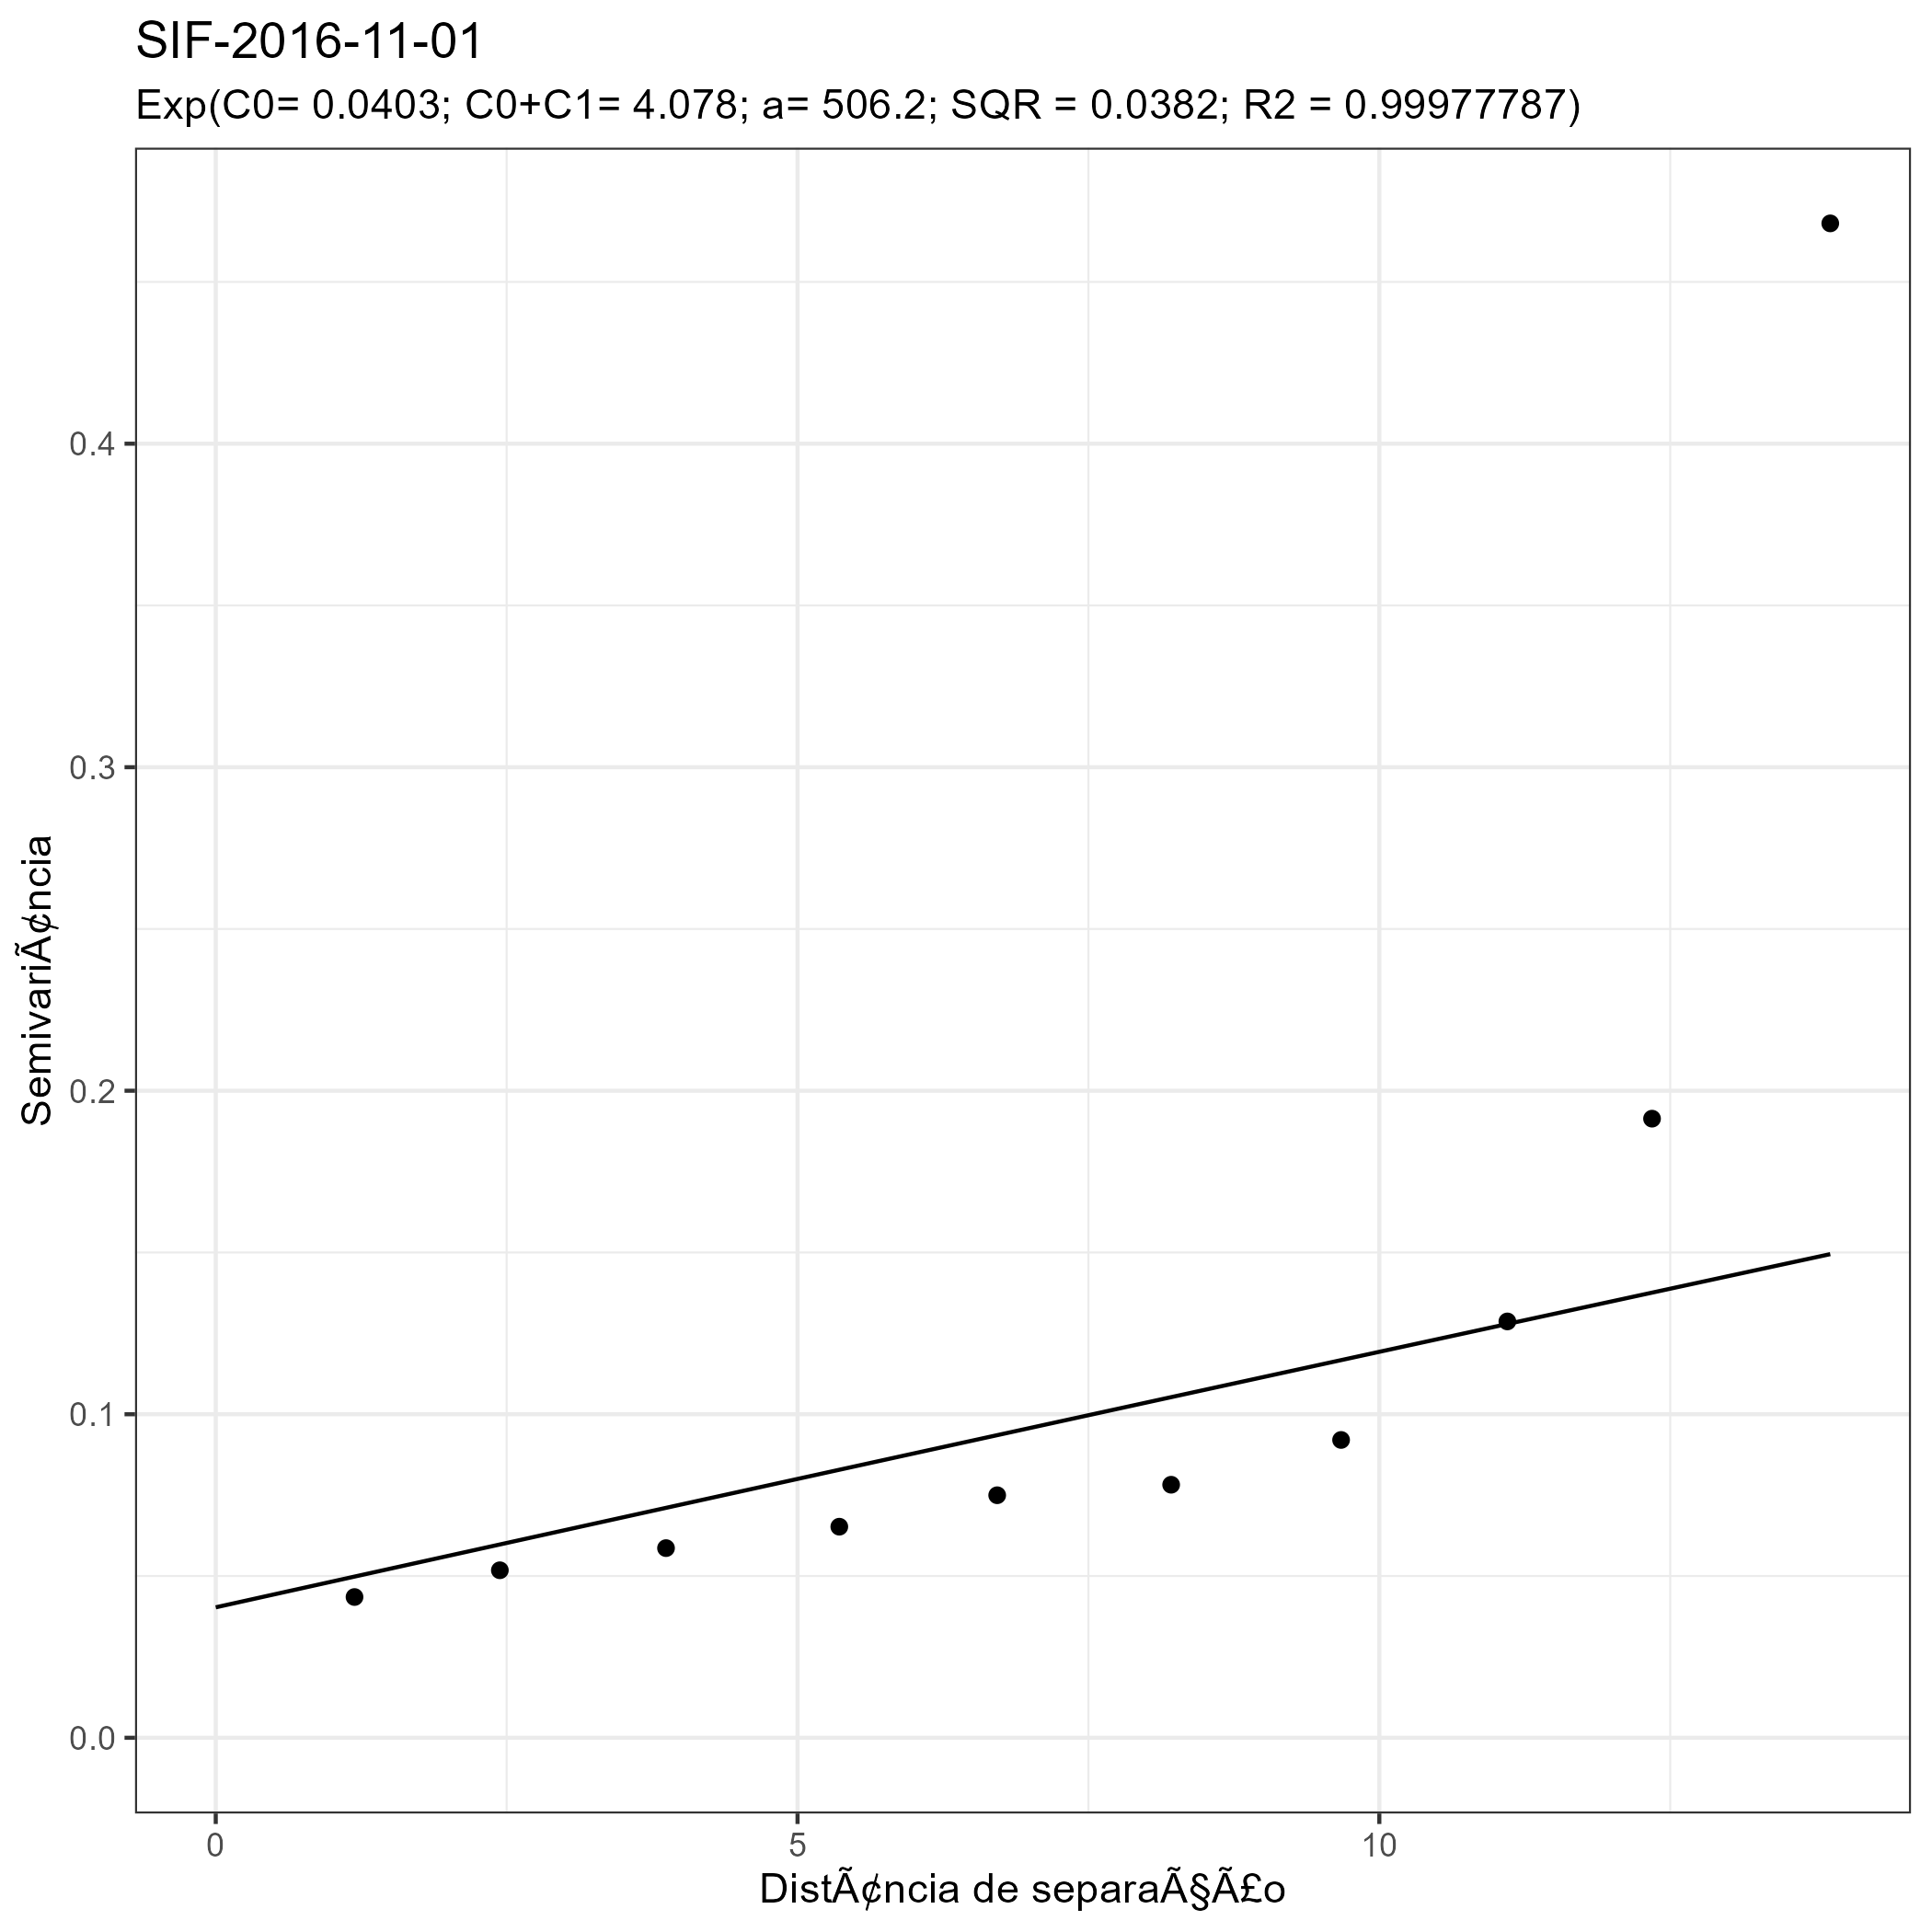 SIF-2016-11-01
Exp(C0= 0.0403; C0+C1= 4.078; a= 506.2; SQR = 0.0382; R2 = 0.99977787)
SemivariÃ¢ncia
0.4
0.3
0.2
0.1
0.0
0 5 10
DistÃ¢ncia de separaÃ§Ã£o